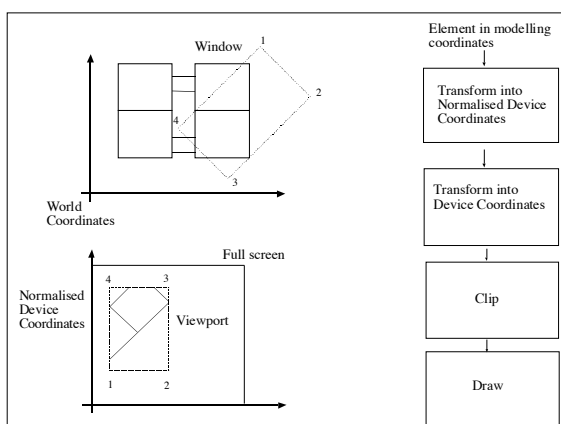 Window
1
2
4
3
World
Coordinates
Full screen
4
3
Normalised
Device
Coordinates
Viewport
1
2
Element in modelling
coordinates
Transform into
Normalised Device
Coordinates
Transform into
Device Coordinates
Clip
Draw